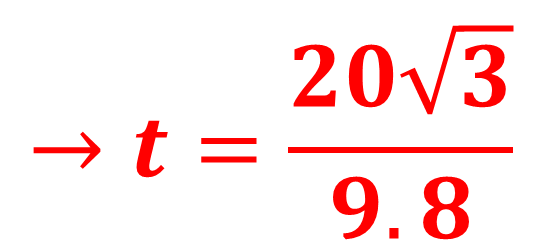 → t = 20√3 / 9.8